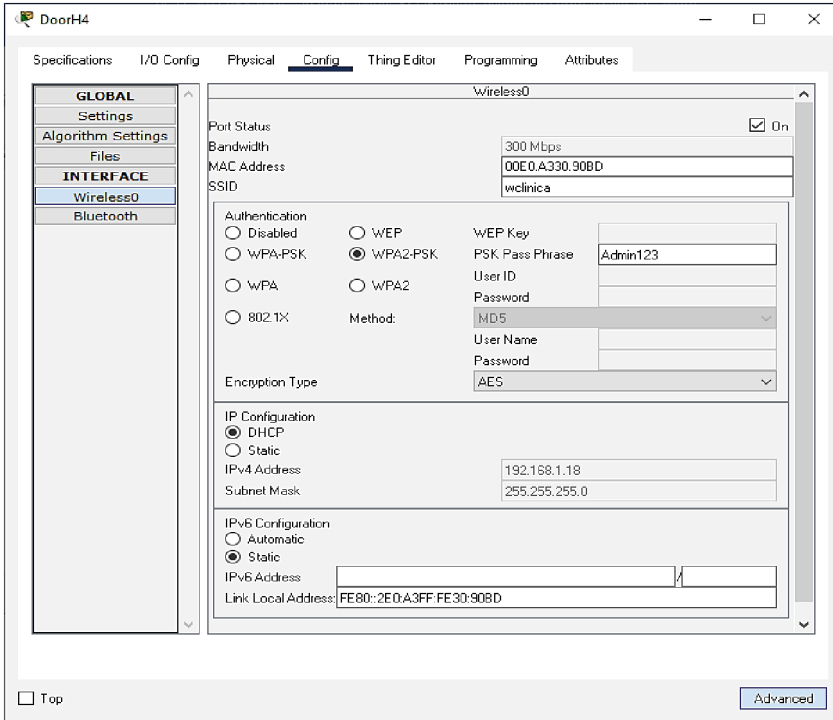 DoorH4
Specifications I/O Config Physical Config Thing Editor Programming Attributes
GLOBAL
Settings
Algorithm Settings
Files
INTERFACE
Wireless0
Bluetooth
Wireless0
Port Status On
Bandwidth 300 Mbps
MAC Address 00E0.A330.90BD
SSID wclinica
Authentication
Disabled WEP WEP Key
WPA-PSK WPA2-PSK PSK Pass Phrase Admin123
User ID
WPA WPA2
Password
802.1X Method: MD5
User Name
Password
Encryption Type AES
IP Configuration
DHCP
Static
IPv4 Address 192.168.1.18
Subnet Mask 255.255.255.0
IPv6 Configuration
Automatic
Static
IPv6 Address /
Link Local Address: FE80::2E0:A3FF:FE30:90BD
Top Advanced